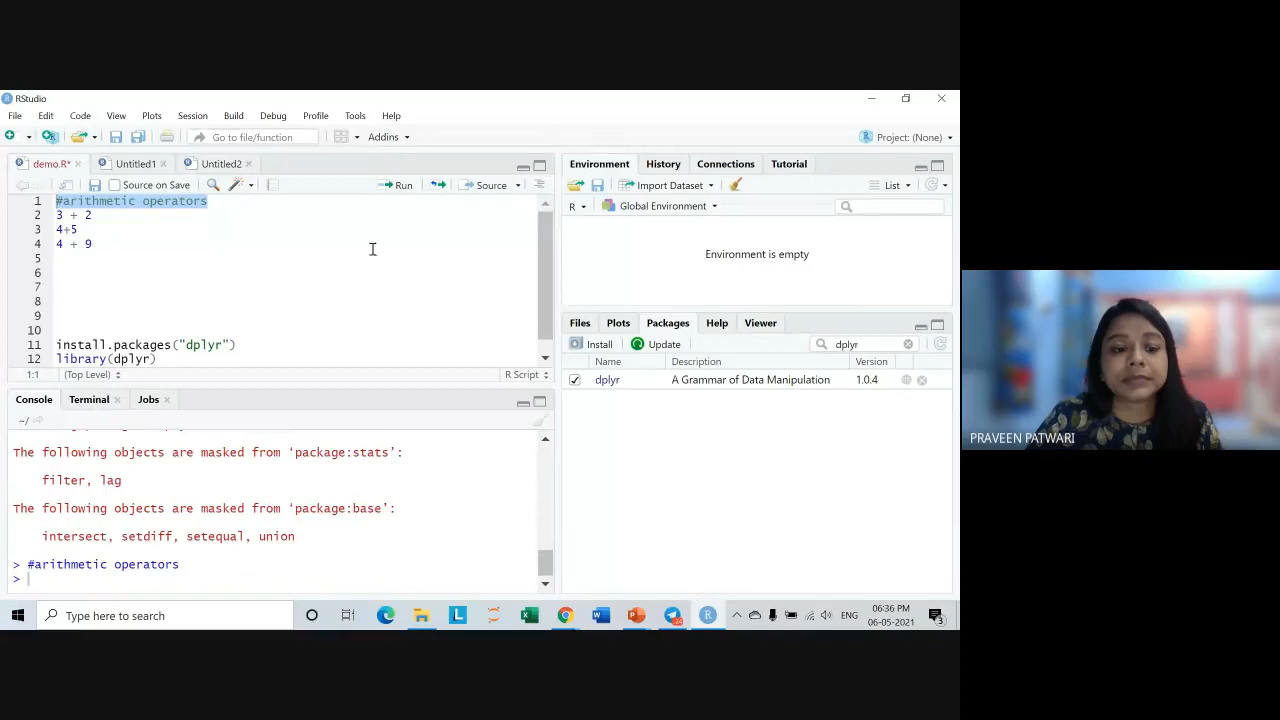 RStudio
File Edit Code View Plots Session Build Debug Profile Tools Help
Go to file/function Addins Project: (None)
demo.R* Untitled1 Untitled2
Source on Save Run Source
1 #arithmetic operators
2 3 + 2
3 4+5
4 4 + 9
5
6
7
8
9
10
11 install.packages("dplyr")
12 library(dplyr)
1:1 (Top Level) R Script
Console Terminal Jobs
~/
The following objects are masked from ‘package:stats’:
filter, lag
The following objects are masked from ‘package:base’:
intersect, setdiff, setequal, union
> #arithmetic operators
>
Environment History Connections Tutorial
Import Dataset List
R Global Environment
Environment is empty
Files Plots Packages Help Viewer
Install Update dplyr
Name Description Version
dplyr A Grammar of Data Manipulation 1.0.4
PRAVEEN PATWARI
Type here to search
ENG
06:36 PM
06-05-2021
3